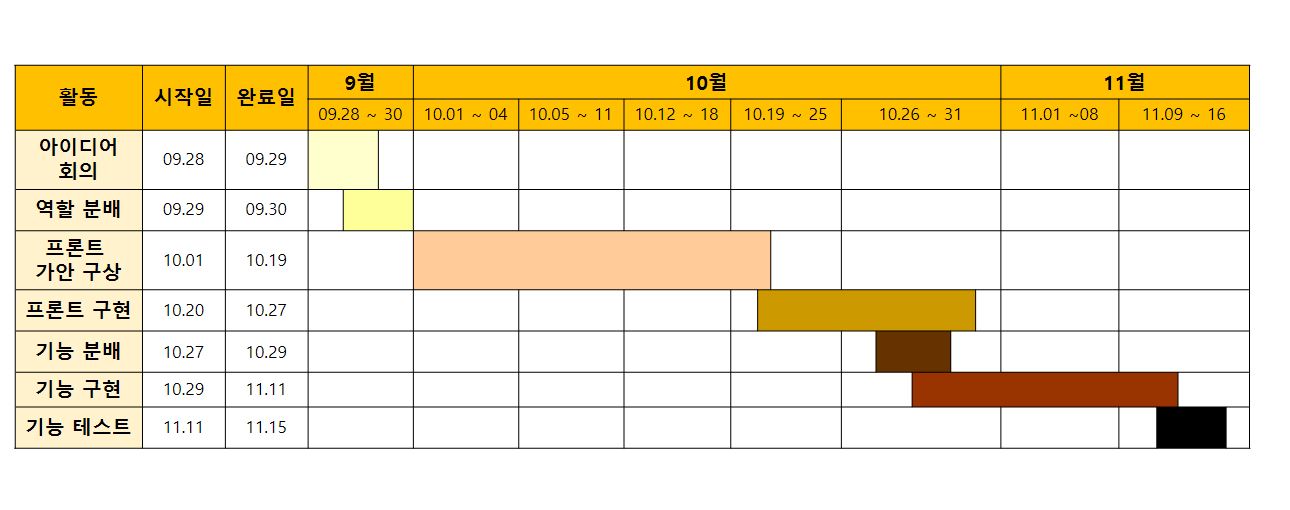 활동 시작일 완료일 9월 10월 11월
09.28 ~ 30 10.01 ~ 04 10.05 ~ 11 10.12 ~ 18 10.19 ~ 25 10.26 ~ 31 11.01 ~08 11.09 ~ 16
아이디어
회의 09.28 09.29
역할 분배 09.29 09.30
프론트
가안 구상 10.01 10.19
프론트 구현 10.20 10.27
기능 분배 10.27 10.29
기능 구현 10.29 11.11
기능 테스트 11.11 11.15